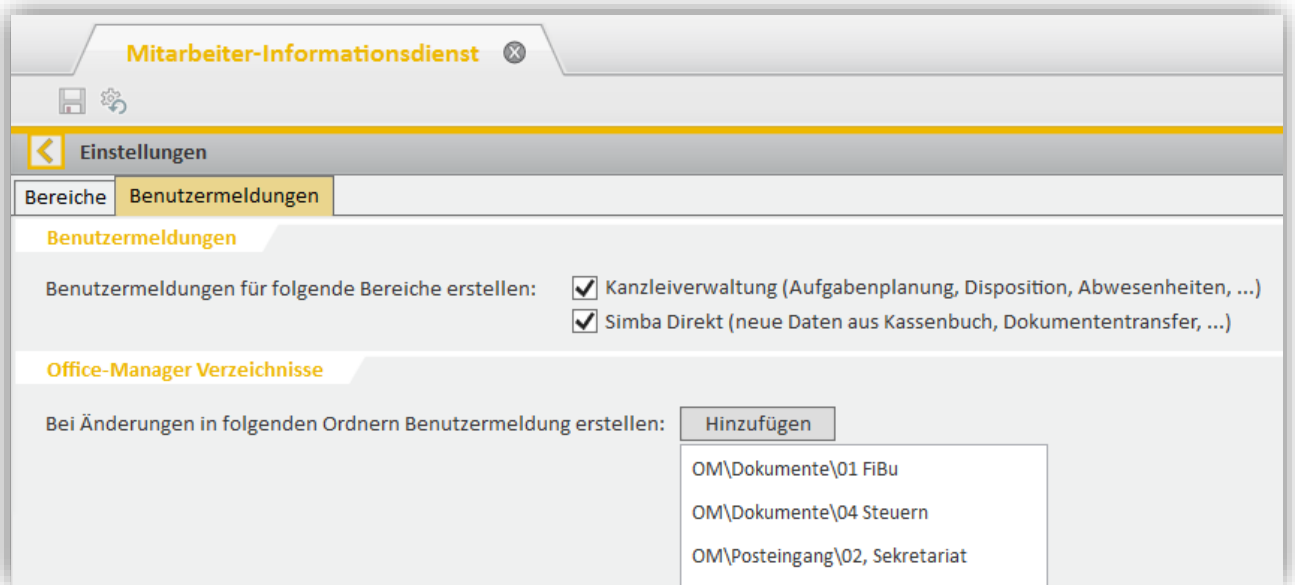 Mitarbeiter-Informationsdienst
Einstellungen
Bereiche Benutzermeldungen
Benutzermeldungen
Benutzermeldungen für folgende Bereiche erstellen: Kanzleiverwaltung (Aufgabenplanung, Disposition, Abwesenheiten, ...)
Simba Direkt (neue Daten aus Kassenbuch, Dokumententransfer, ...)
Office-Manager Verzeichnisse
Bei Änderungen in folgenden Ordnern Benutzermeldung erstellen: Hinzufügen
OM\Dokumente\01 FiBu
OM\Dokumente\04 Steuern
OM\Posteingang\02, Sekretariat